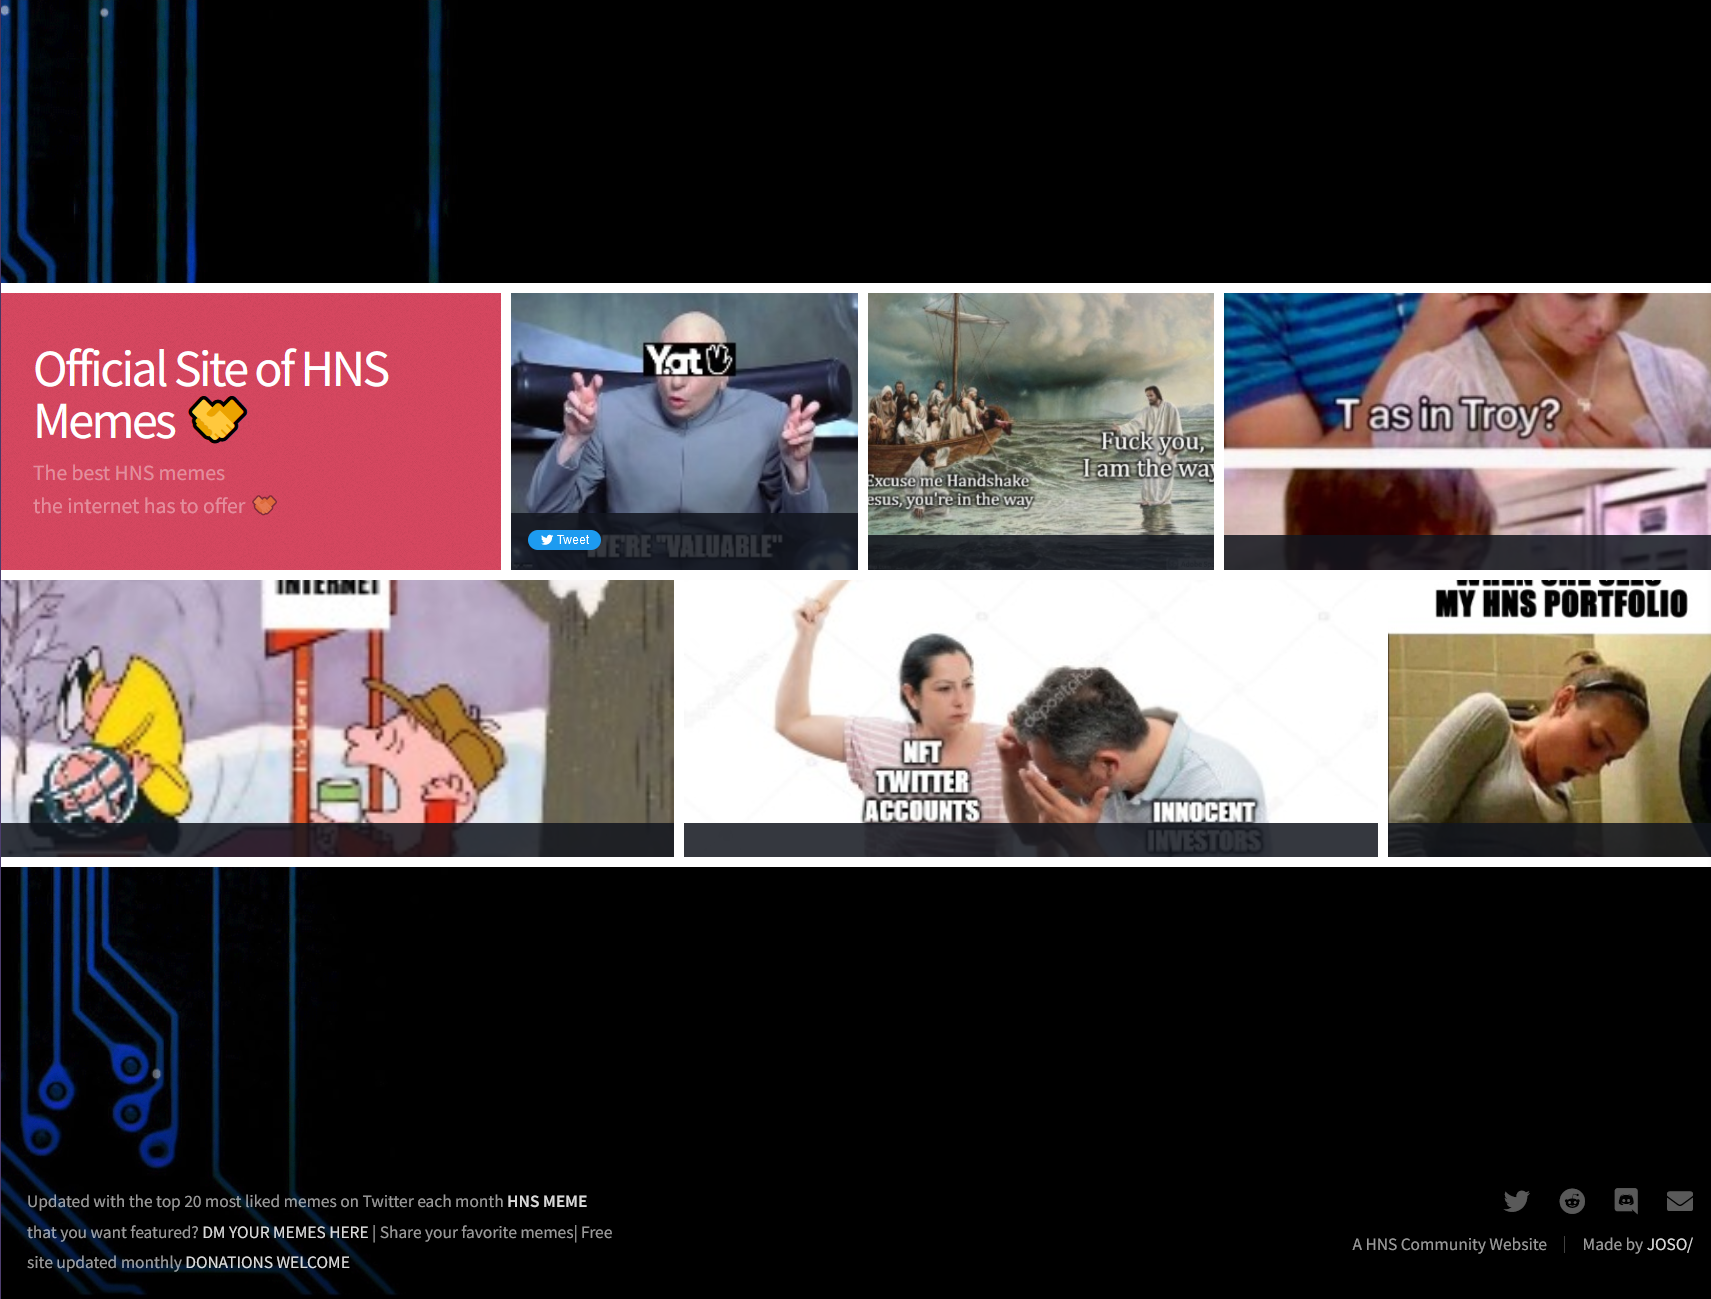 Official Site of HNS
Memes
The best HNS memes
the internet has to offer
Yat
Tweet
WE'RE "VALUABLE"
Fuck you,
I am the way
Excuse me Handshake
esus, you're in the way
T as in Troy?
INTERNET
MY HNS PORTFOLIO
NFT
TWITTER
ACCOUNTS
INNOCENT
INVESTORS
depositphotos
Updated with the top 20 most liked memes on Twitter each month HNS MEME
that you want featured? DM YOUR MEMES HERE | Share your favorite memes| Free
site updated monthly DONATIONS WELCOME
A HNS Community Website
Made by JOSO/